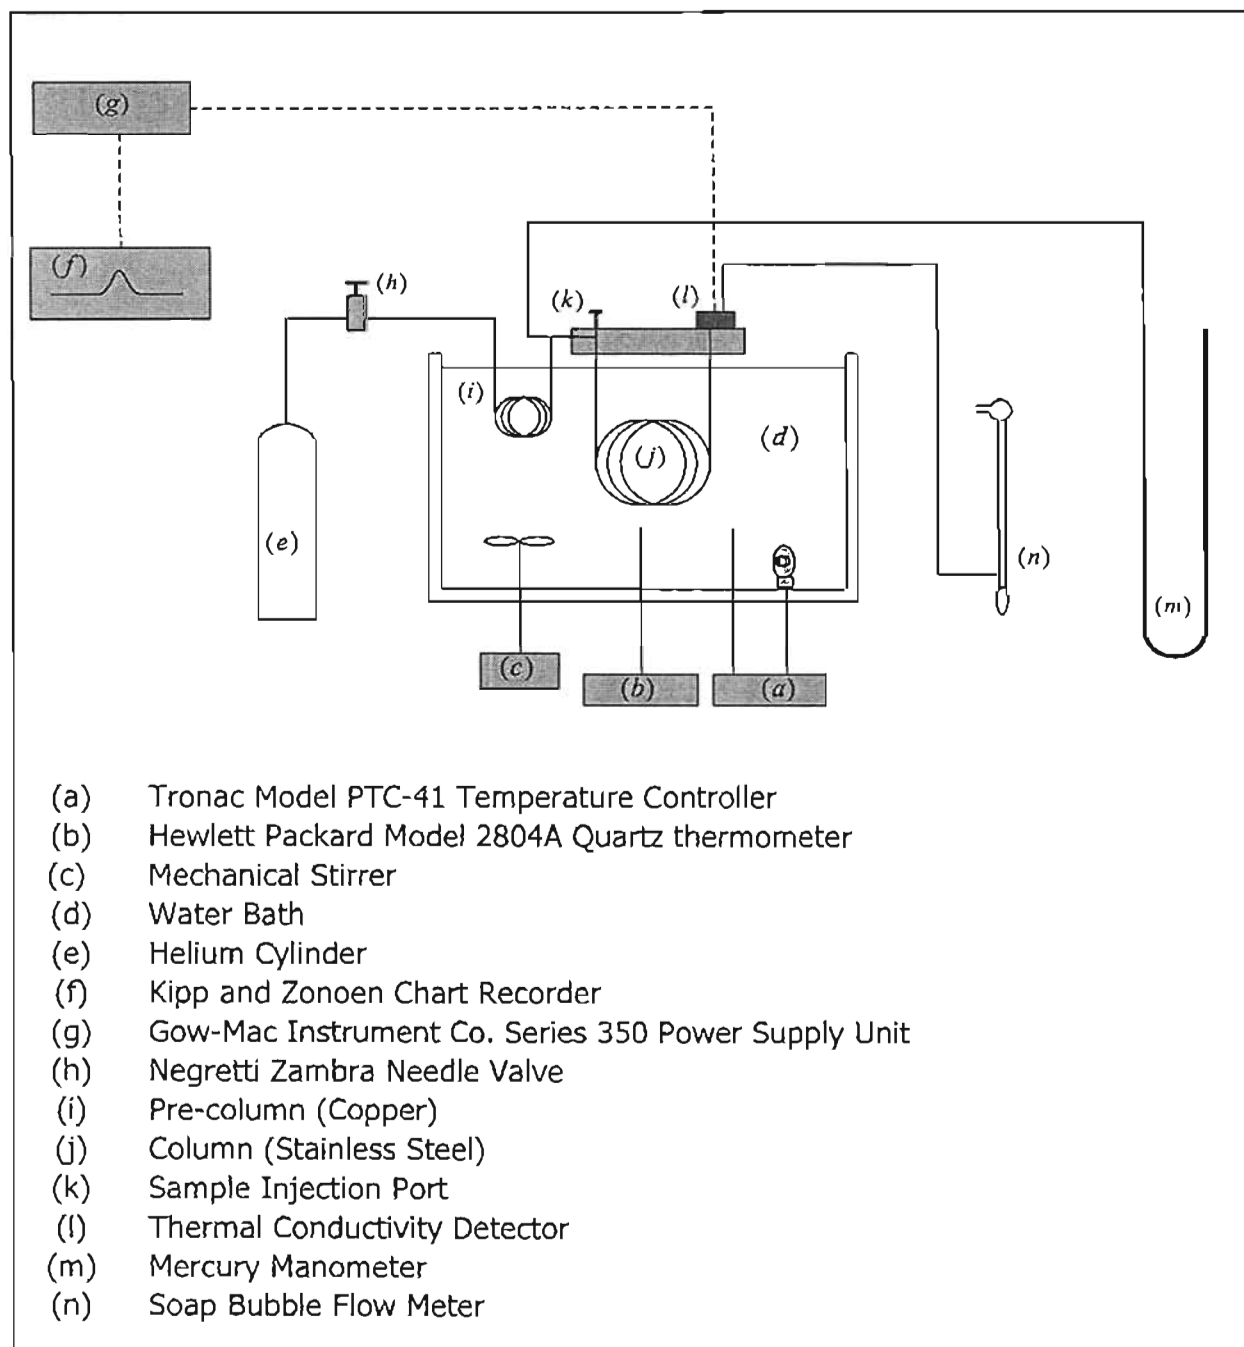 (g)
(f)
(h)
(k)
(l)
(i)
(j)
(d)
(e)
(n)
(m)
(c)
(b)
(a)
(a) Tronac Model PTC-41 Temperature Controller
(b) Hewlett Packard Model 2804A Quartz thermometer
(c) Mechanical Stirrer
(d) Water Bath
(e) Helium Cylinder
(f) Kipp and Zonoen Chart Recorder
(g) Gow-Mac Instrument Co. Series 350 Power Supply Unit
(h) Negretti Zambra Needle Valve
(i) Pre-column (Copper)
(j) Column (Stainless Steel)
(k) Sample Injection Port
(l) Thermal Conductivity Detector
(m) Mercury Manometer
(n) Soap Bubble Flow Meter